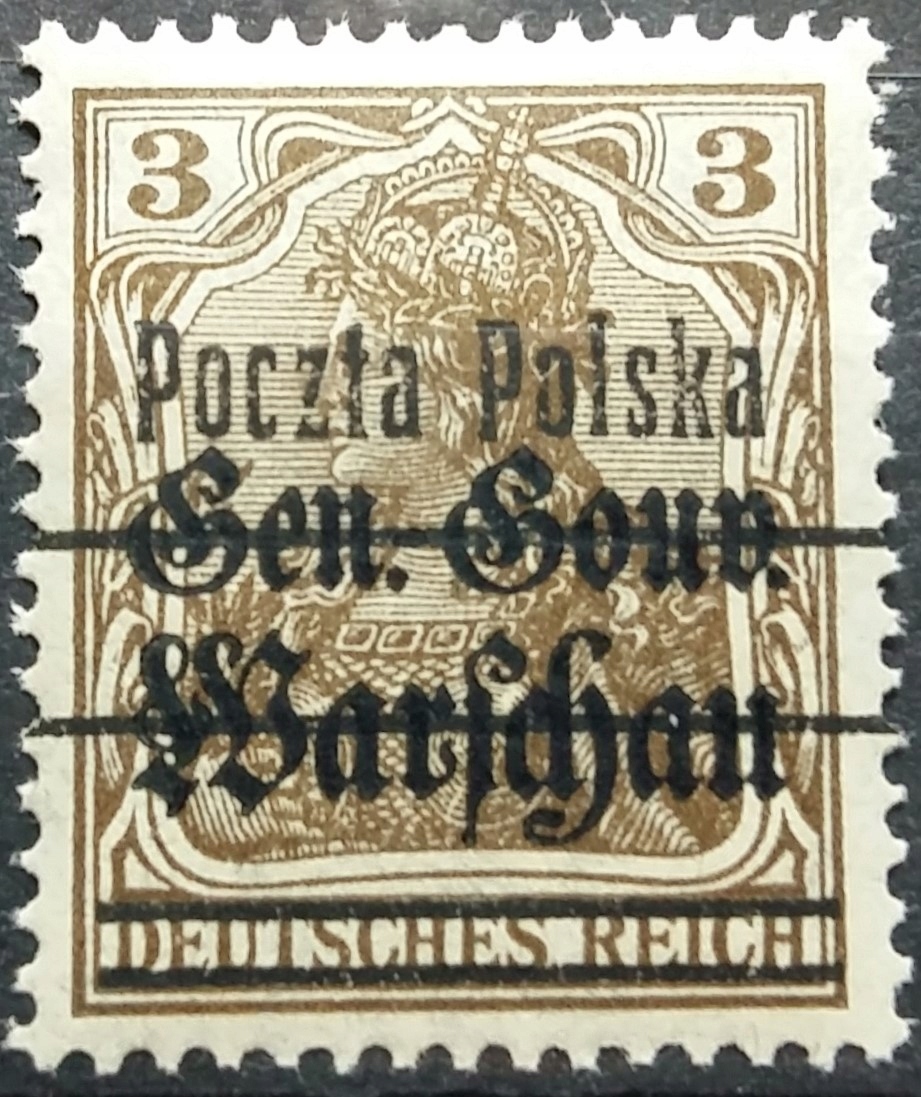 3 3
Poczta Polska
Gen. Gouv.
Warschau
DEUTSCHES REICH